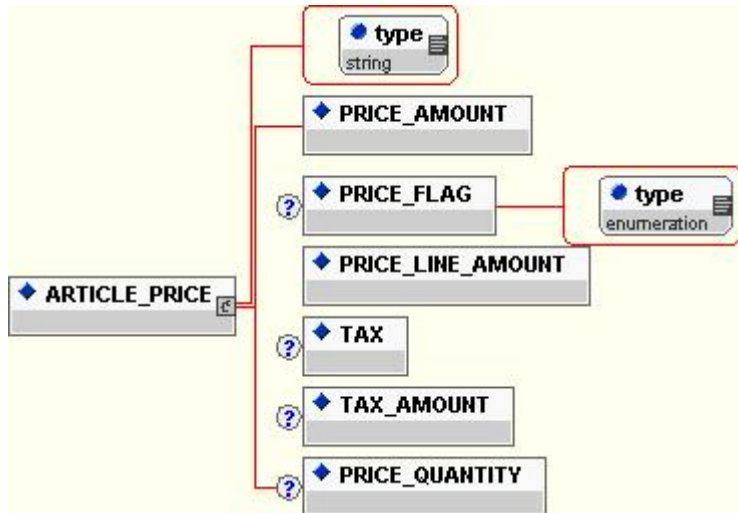 type
string
PRICE_AMOUNT
? PRICE_FLAG
type
enumeration
PRICE_LINE_AMOUNT
ARTICLE_PRICE
? TAX
? TAX_AMOUNT
? PRICE_QUANTITY